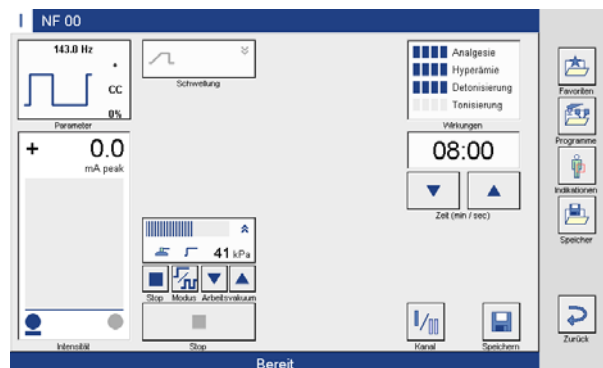 NF 00
143.0 Hz
CC
0%
Parameter
Schwellung
Analgesie
Hyperämie
Detonisierung
Tonisierung
Wirkungen
+ 0.0
mA peak
08:00
Zeit (min / sec)
41 kPa
Stop Modus Arbeitsvakuum
Intensität
Stop
Kanal
Speichern
Favoriten
Programme
Indikationen
Speicher
Zurück
Bereit